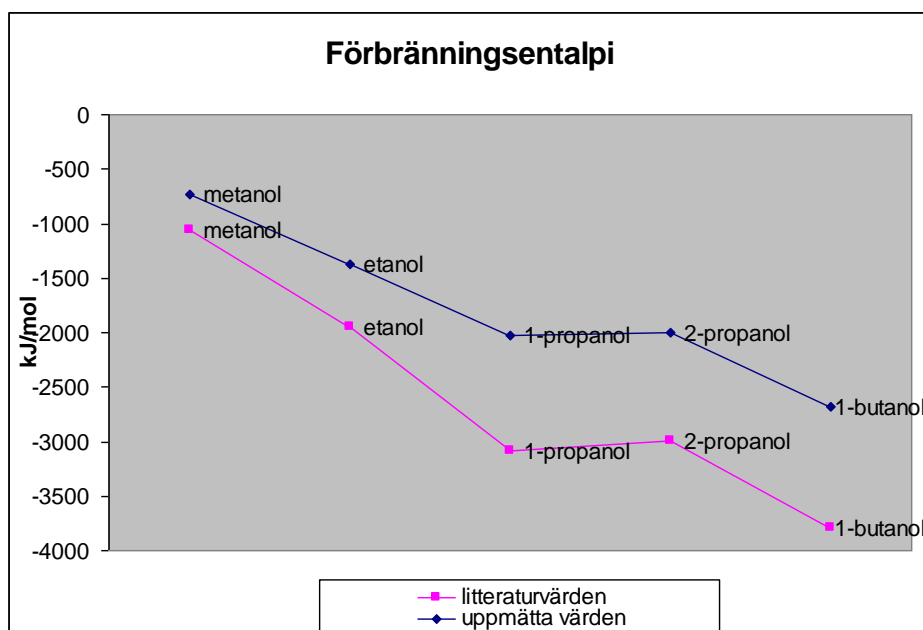 Förbränningsentalpi
0
-500
-1000
-1500
-2000
-2500
-3000
-3500
-4000
kJ/mol
metanol
metanol
etanol
etanol
1-propanol
2-propanol
1-propanol
2-propanol
1-butanol
1-butanol
litteraturvärden
uppmätta värden